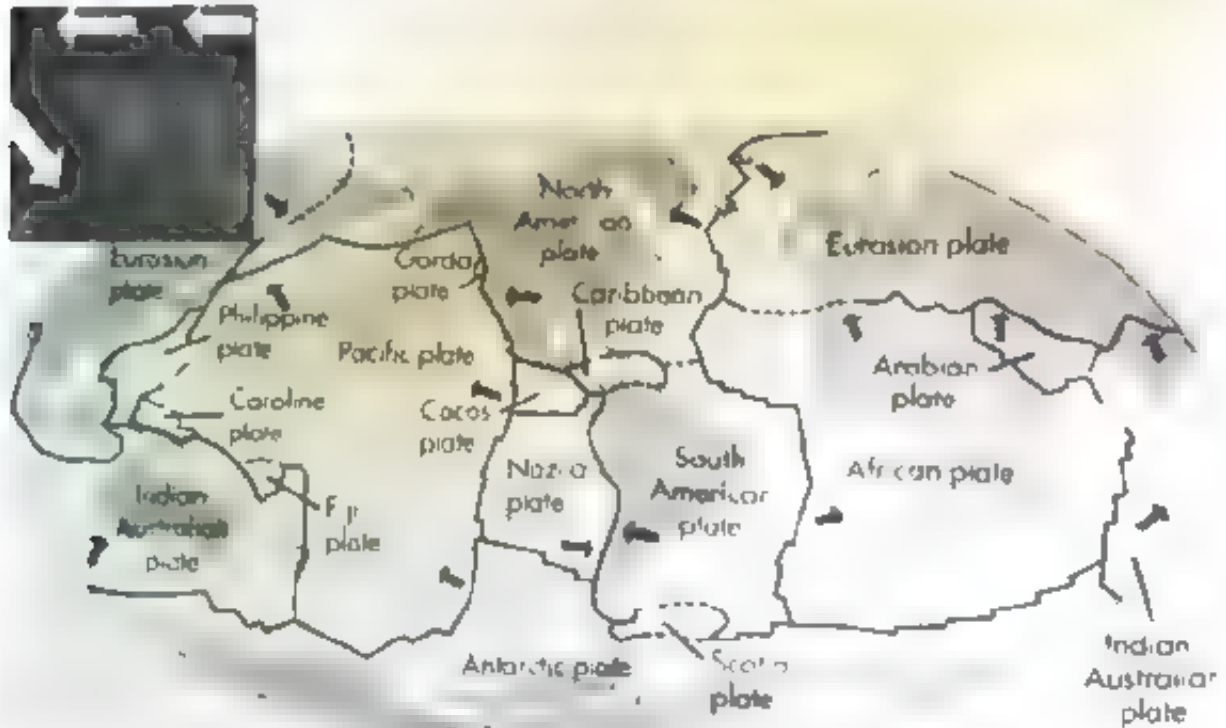 North
American
plate
Eurasian plate
Eurasian
plate
Gorda
plate
Caribbean
plate
Philippine
plate
Pacific plate
Arabian
plate
Caroline
plate
Cocos
plate
Nazca
plate
South
American
plate
African plate
Indian
Australian
plate
Fiji
plate
Antarctic plate
Scotia
plate
Indian
Australian
plate